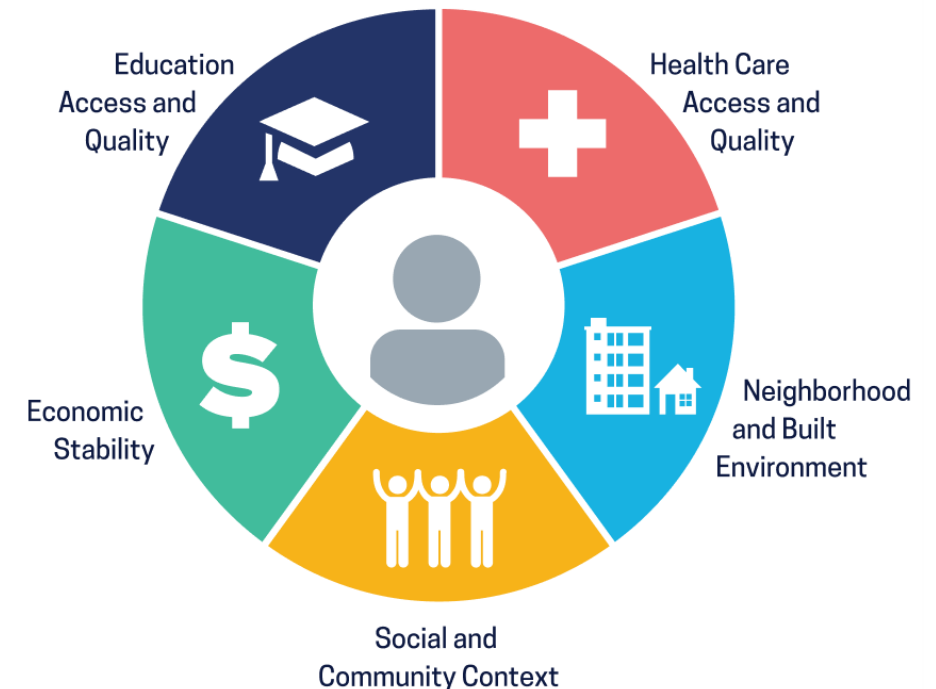 Education
Access and
Quality
Health Care
Access and
Quality
Economic
Stability
Neighborhood
and Built
Environment
Social and
Community Context